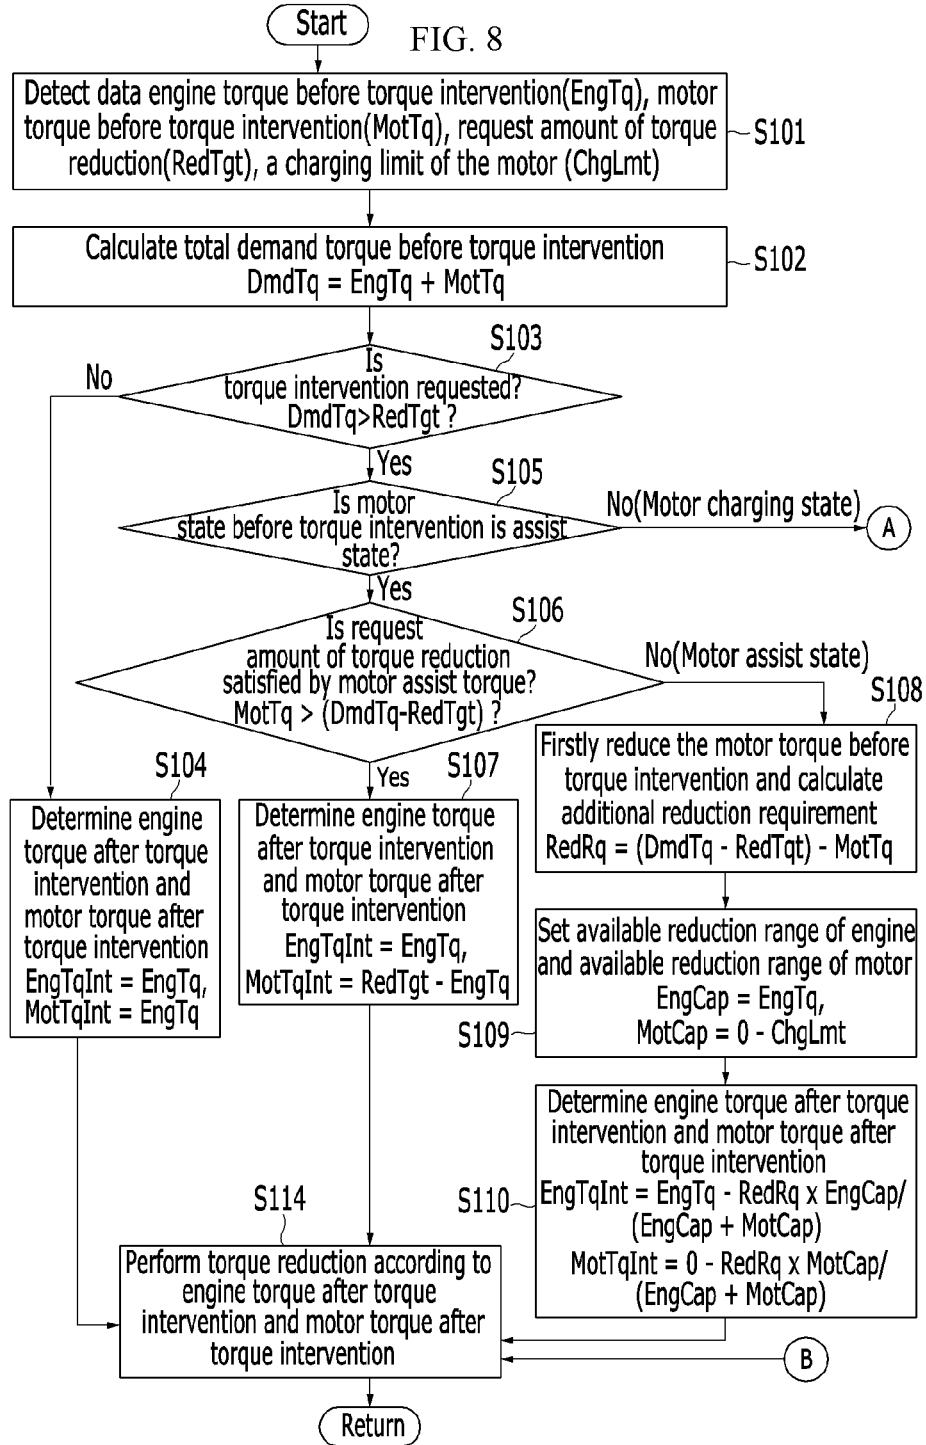 Start
FIG. 8
Detect data engine torque before torque intervention(EngTq), motor
torque before torque intervention(MotTq), request amount of torque
reduction(RedTgt), a charging limit of the motor (ChgLmt)
S101
Calculate total demand torque before torque intervention
DmdTq = EngTq + MotTq
S102
S103
Is
torque intervention requested?
DmdTq>RedTgt ?
No
Yes
S105
Is motor
state before torque intervention is assist
state?
No(Motor charging state)
A
Yes
S106
Is request
amount of torque reduction
satisfied by motor assist torque?
MotTq > (DmdTq-RedTgt) ?
No(Motor assist state)
Yes
S104
Determine engine
torque after torque
intervention and
motor torque after
torque intervention
EngTqInt = EngTq,
MotTqInt = EngTq
S107
Determine engine torque
after torque intervention
and motor torque after
torque intervention
EngTqInt = EngTq,
MotTqInt = RedTgt - EngTq
S108
Firstly reduce the motor torque before
torque intervention and calculate
additional reduction requirement
RedRq = (DmdTq - RedTqt) - MotTq
Set available reduction range of engine
and available reduction range of motor
EngCap = EngTq,
MotCap = 0 - ChgLmt
S109
Determine engine torque after torque
intervention and motor torque after
torque intervention
EngTqInt = EngTq - RedRq x EngCap/
(EngCap + MotCap)
MotTqInt = 0 - RedRq x MotCap/
(EngCap + MotCap)
S110
S114
Perform torque reduction according to
engine torque after torque
intervention and motor torque after
torque intervention
B
Return